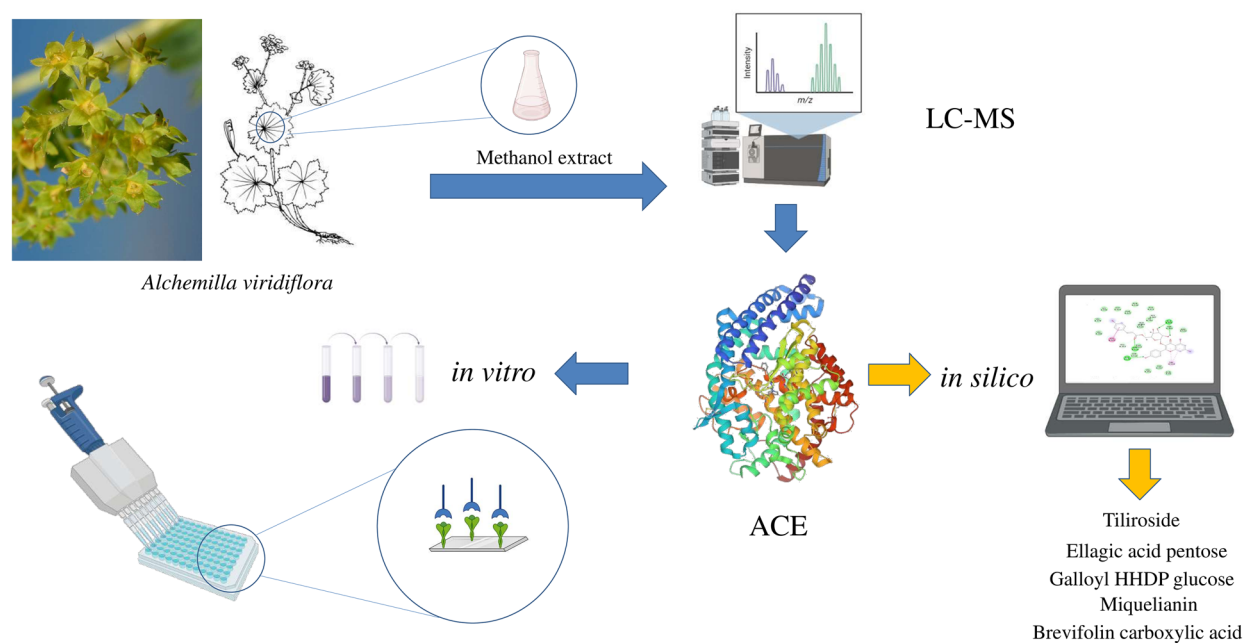 Intensity
m/z
LC-MS
Methanol extract
Alchemilla viridiflora
in vitro
in silico
ACE
Tiliroside
Ellagic acid pentose
Galloyl HHDP glucose
Miquelianin
Brevifolin carboxylic acid